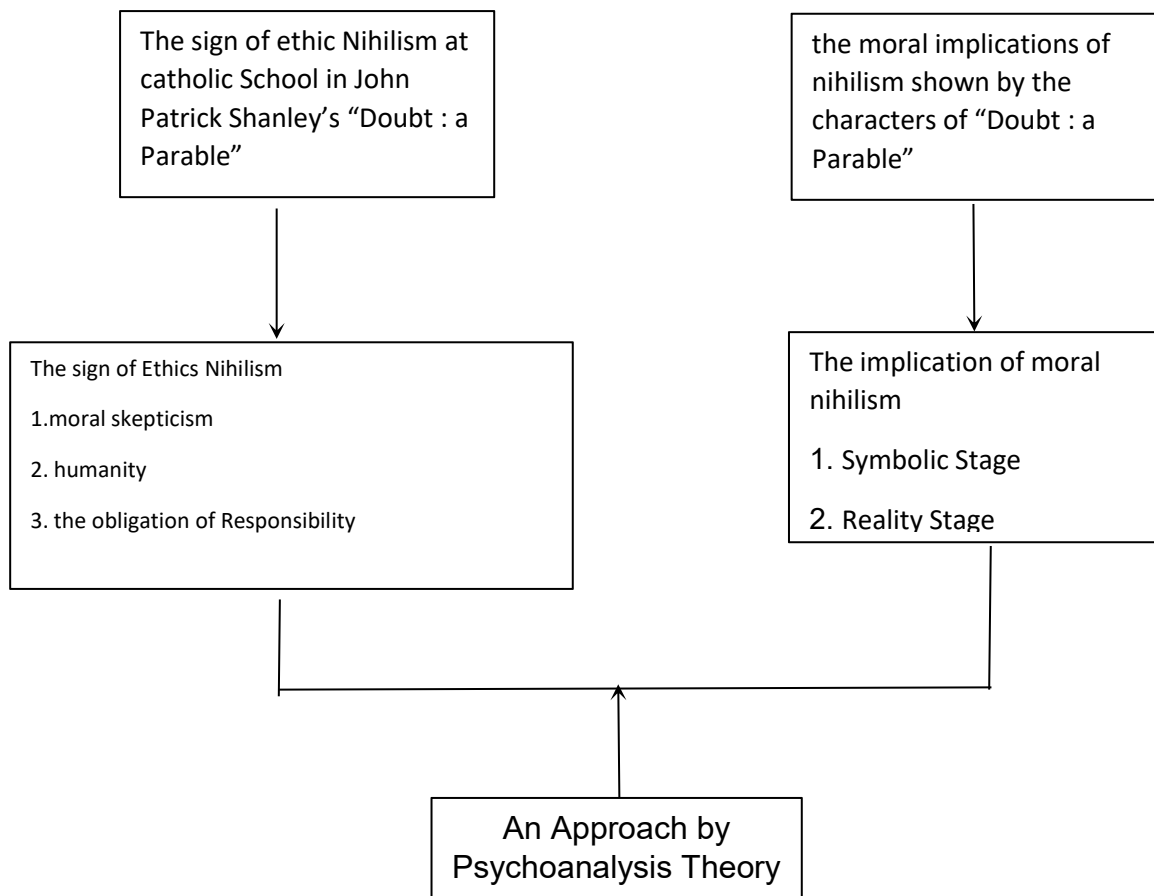 The sign of ethic Nihilism at
catholic School in John
Patrick Shanley’s “Doubt : a
Parable”
the moral implications of
nihilism shown by the
characters of “Doubt : a
Parable”
The sign of Ethics Nihilism
1.moral skepticism
2. humanity
3. the obligation of Responsibility
The implication of moral
nihilism
1. Symbolic Stage
2. Reality Stage
An Approach by
Psychoanalysis Theory